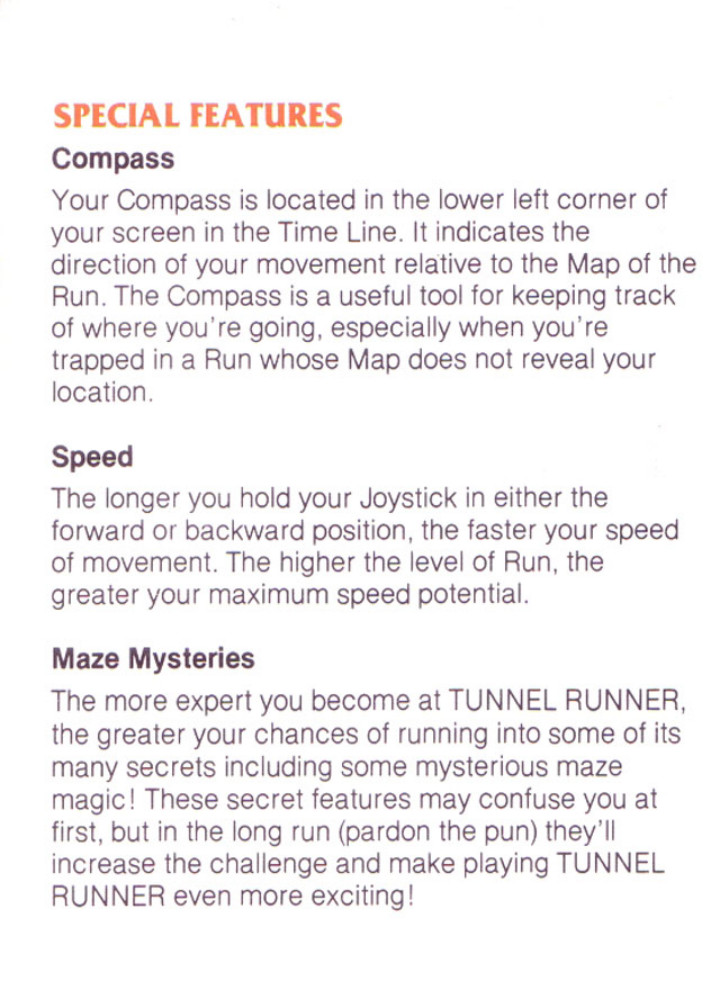 SPECIAL FEATURES
Compass
Your Compass is located in the lower left corner of
your screen in the Time Line. It indicates the
direction of your movement relative to the Map of the
Run. The Compass is a useful tool for keeping track
of where you're going, especially when you're
trapped in a Run whose Map does not reveal your
location.
Speed
The longer you hold your Joystick in either the
forward or backward position, the faster your speed
of movement. The higher the level of Run, the
greater your maximum speed potential.
Maze Mysteries
The more expert you become at TUNNEL RUNNER,
the greater your chances of running into some of its
many secrets including some mysterious maze
magic! These secret features may confuse you at
first, but in the long run (pardon the pun) they'll
increase the challenge and make playing TUNNEL
RUNNER even more exciting!